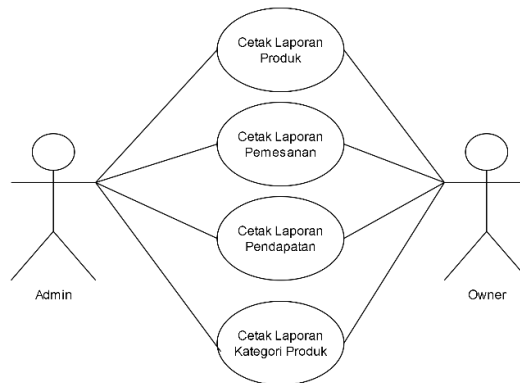 Cetak Laporan
Produk
Cetak Laporan
Pemesanan
Cetak Laporan
Pendapatan
Admin
Owner
Cetak Laporan
Kategori Produk